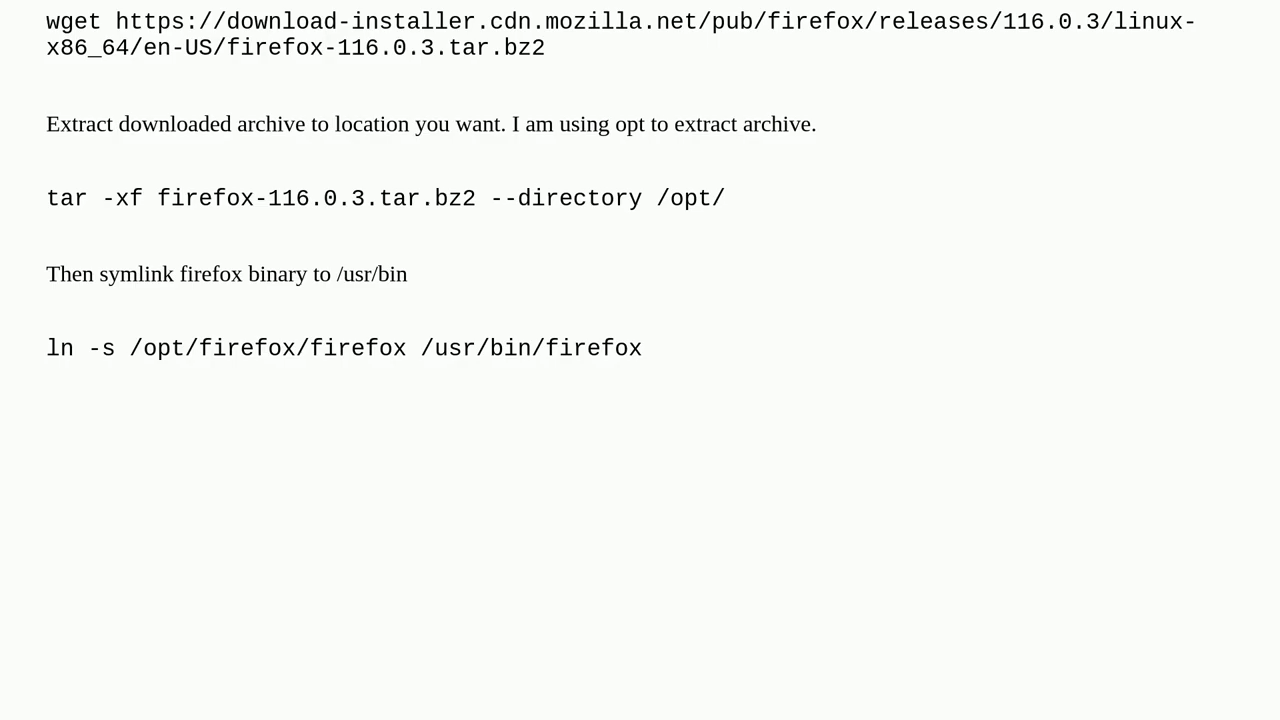 wget https://download-installer.cdn.mozilla.net/pub/firefox/releases/116.0.3/linux-
x86_64/en-US/firefox-116.0.3.tar.bz2
Extract downloaded archive to location you want. I am using opt to extract archive.
tar -xf firefox-116.0.3.tar.bz2 --directory /opt/
Then symlink firefox binary to /usr/bin
ln -s /opt/firefox/firefox /usr/bin/firefox